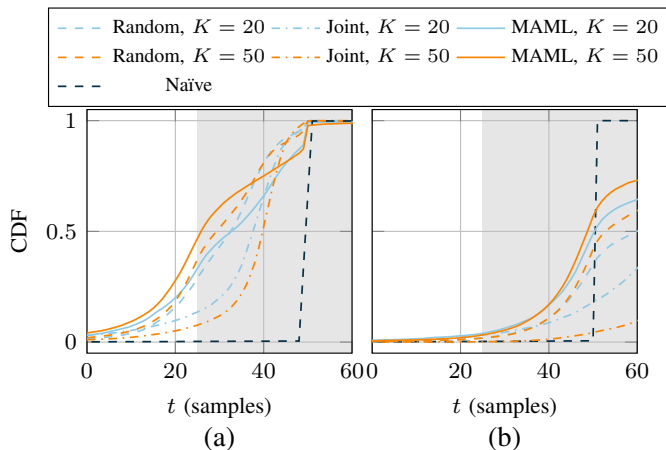 Random, K = 20 Joint, K = 20 MAML, K = 20
Random, K = 50 Joint, K = 50 MAML, K = 50
Naïve
CDF
1
0.5
0
0 20 40 60
0 20 40 60
t (samples) t (samples)
(a) (b)